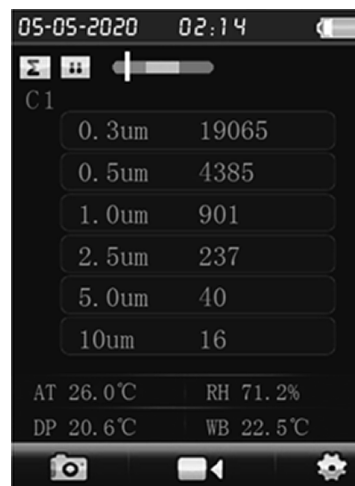 05-05-2020 02:14
Σ
C1
0.3um 19065
0.5um 4385
1.0um 901
2.5um 237
5.0um 40
10um 16
AT 26.0℃ RH 71.2%
DP 20.6℃ WB 22.5℃